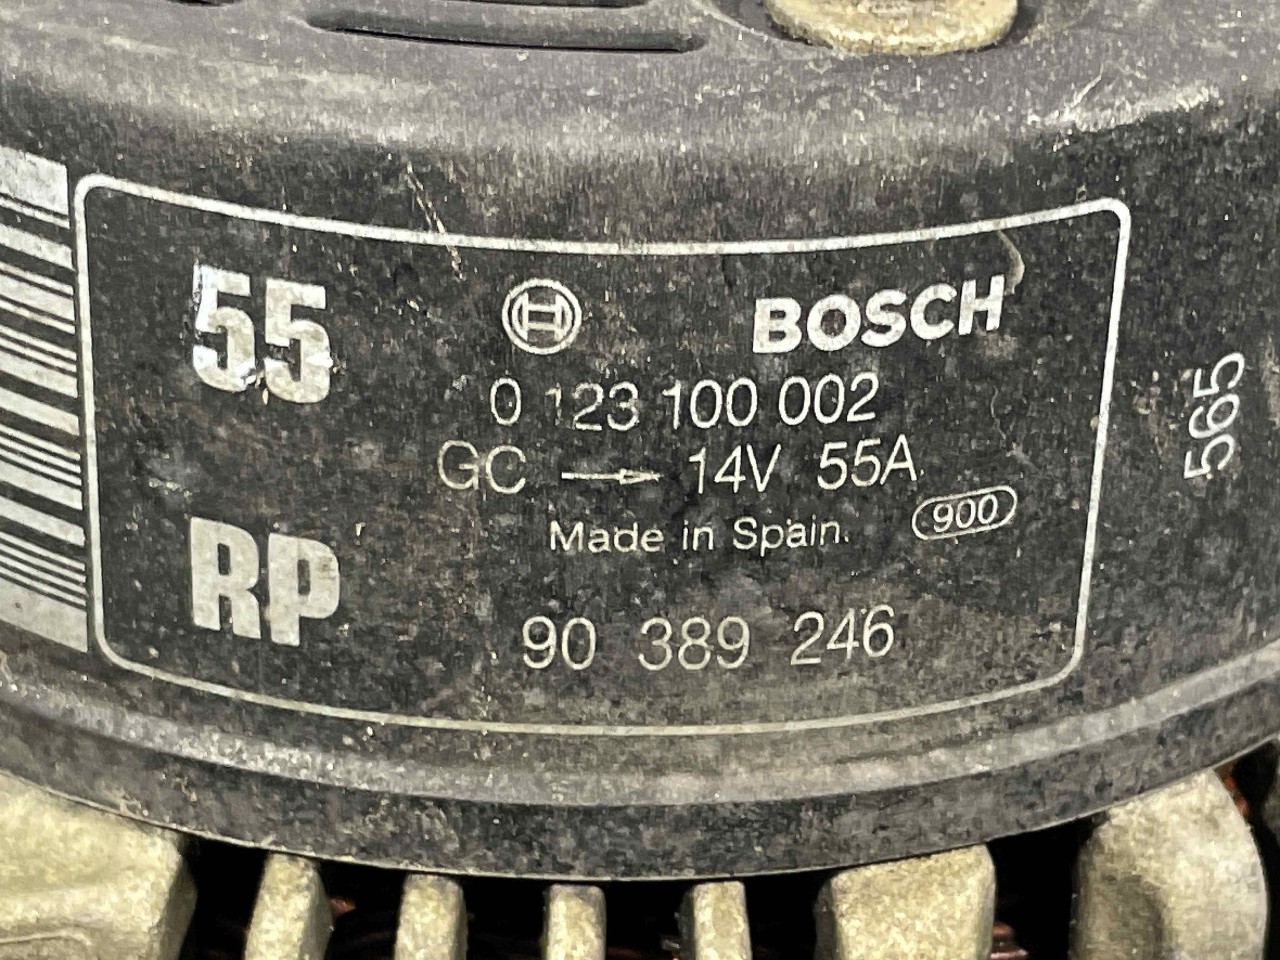 55
BOSCH
0 123 100 002
GC → 14V 55A
Made in Spain.
900
RP
90 389 246
565